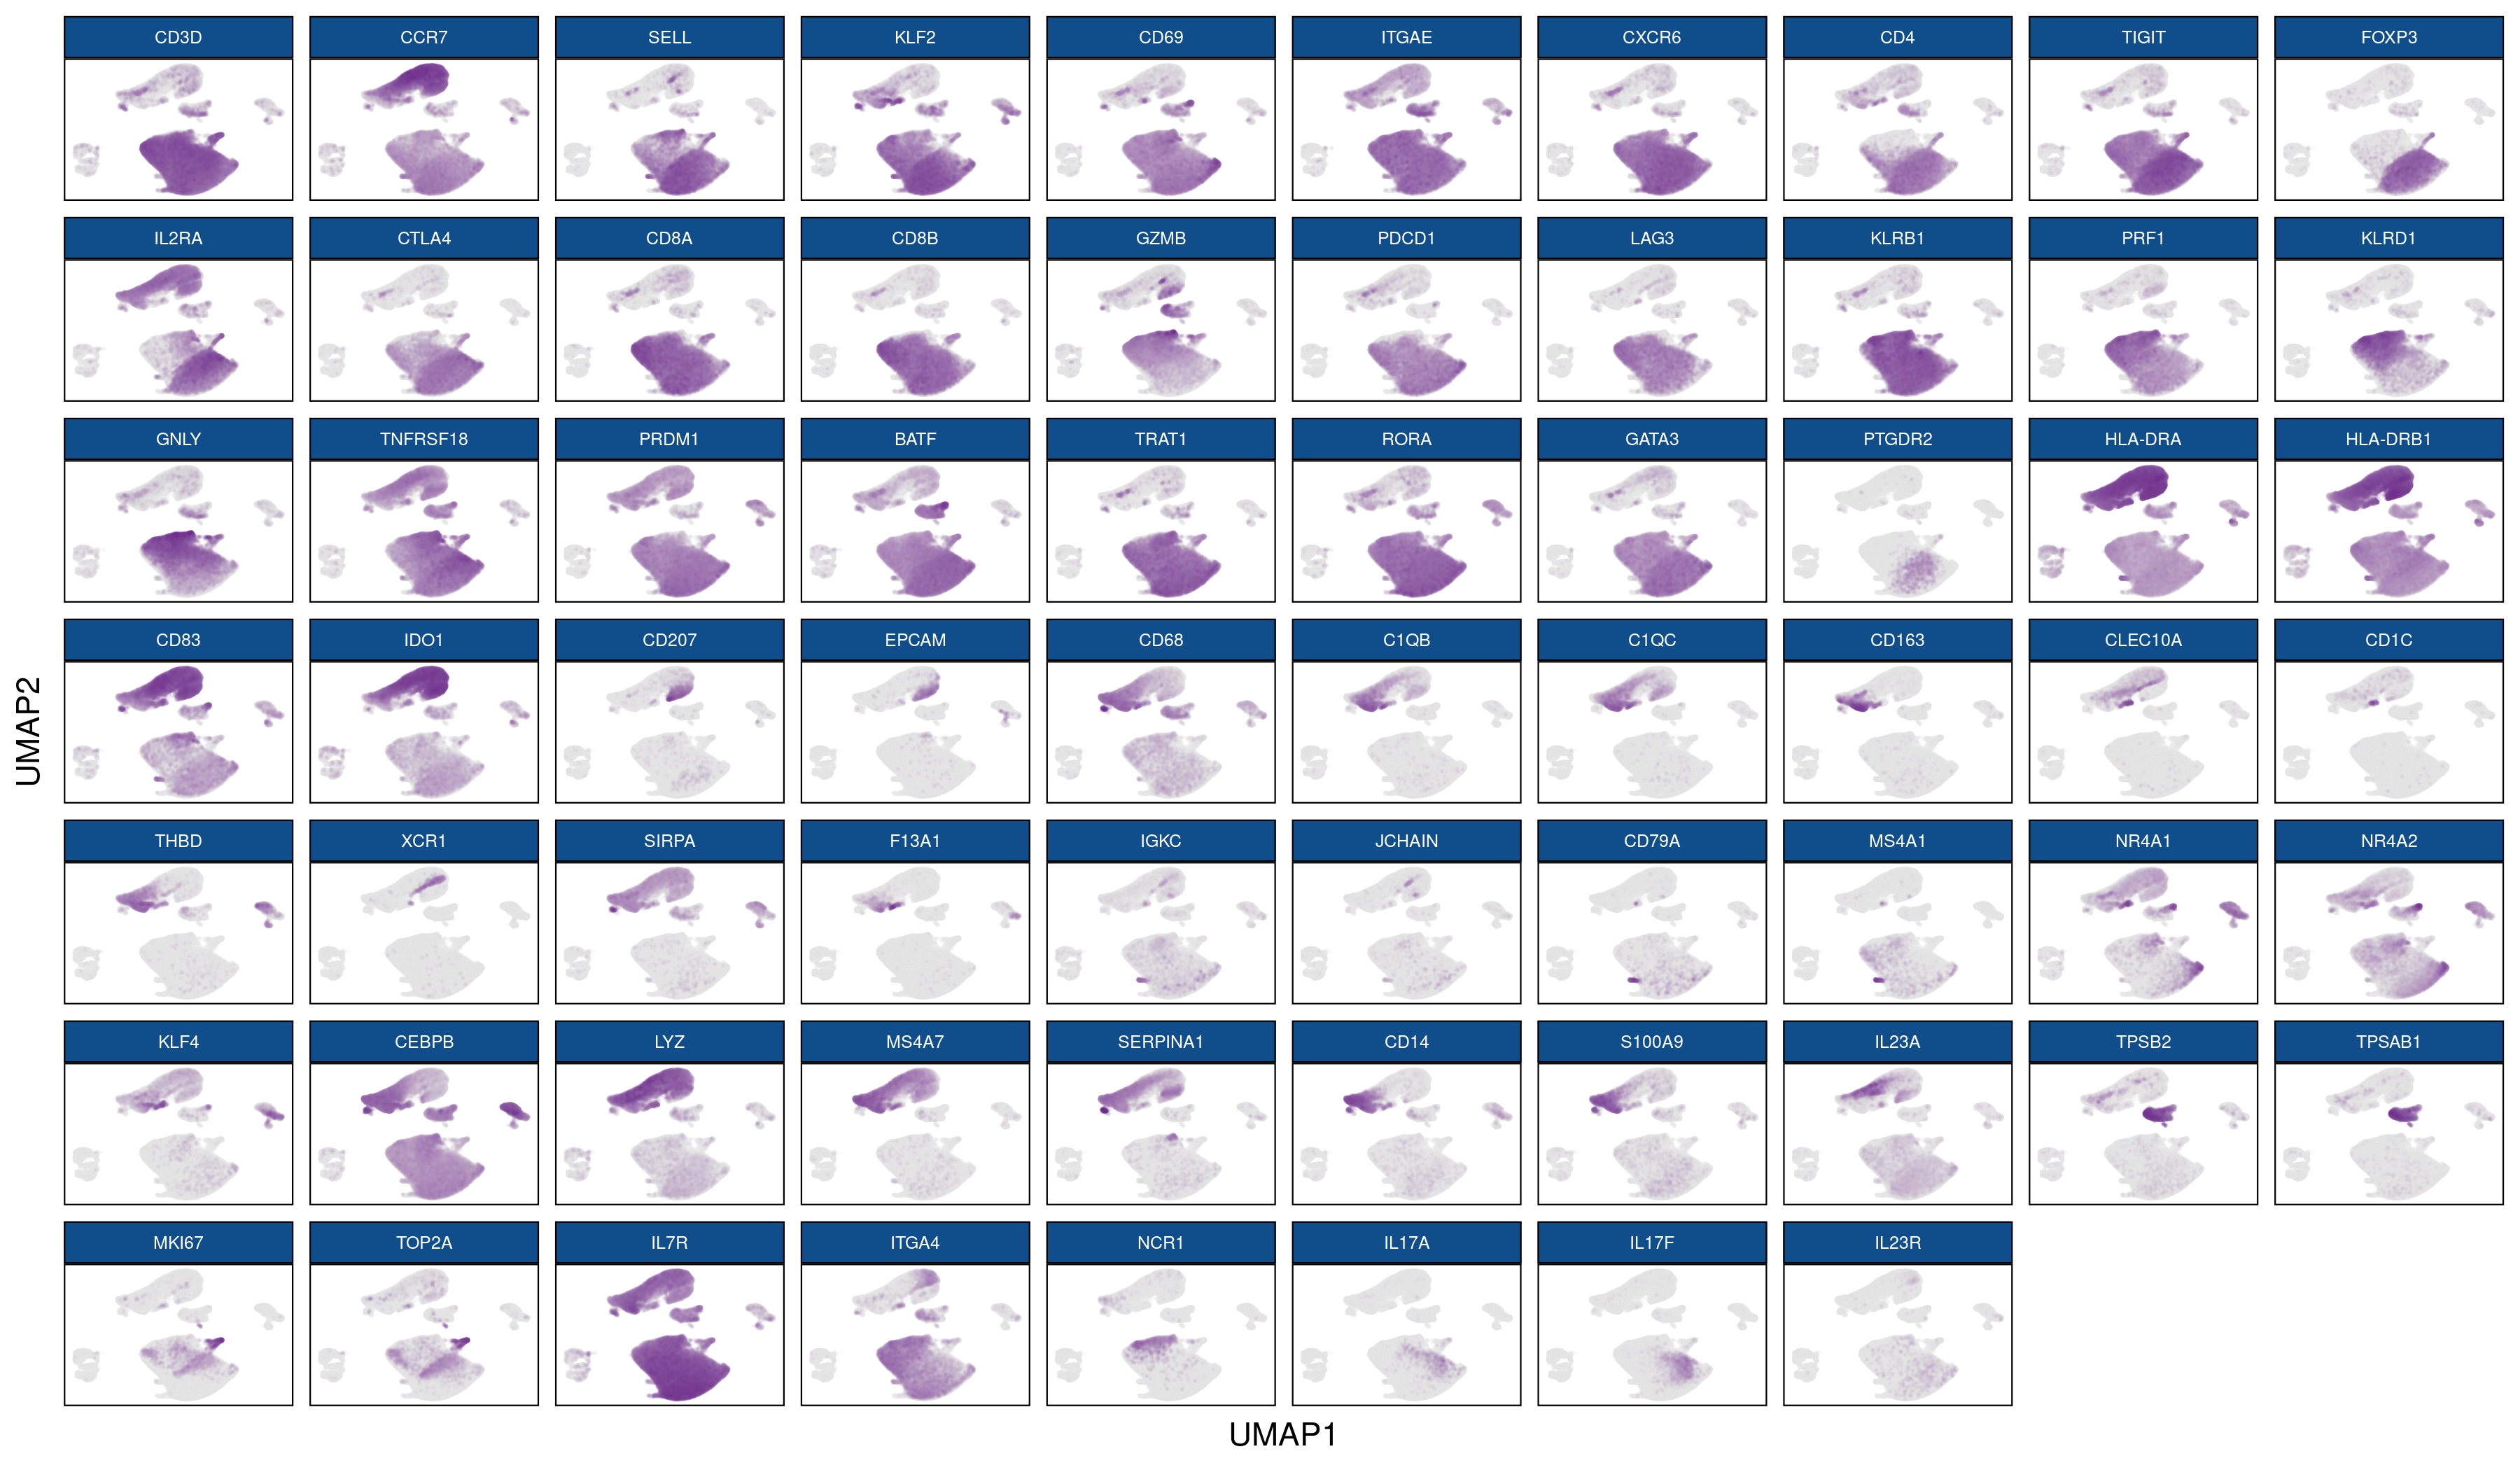 CD3D CCR7 SELL KLF2 CD69 ITGAE CXCR6 CD4 TIGIT FOXP3
IL2RA CTLA4 CD8A CD8B GZMB PDCD1 LAG3 KLRB1 PRF1 KLRD1
GNLY TNFRSF18 PRDM1 BATF TRAT1 RORA GATA3 PTGDR2 HLA-DRA HLA-DRB1
CD83 IDO1 CD207 EPCAM CD68 C1QB C1QC CD163 CLEC10A CD1C
THBD XCR1 SIRPA F13A1 IGKC JCHAIN CD79A MS4A1 NR4A1 NR4A2
KLF4 CEBPB LYZ MS4A7 SERPINA1 CD14 S100A9 IL23A TPSB2 TPSAB1
MKI67 TOP2A IL7R ITGA4 NCR1 IL17A IL17F IL23R
UMAP2
UMAP1